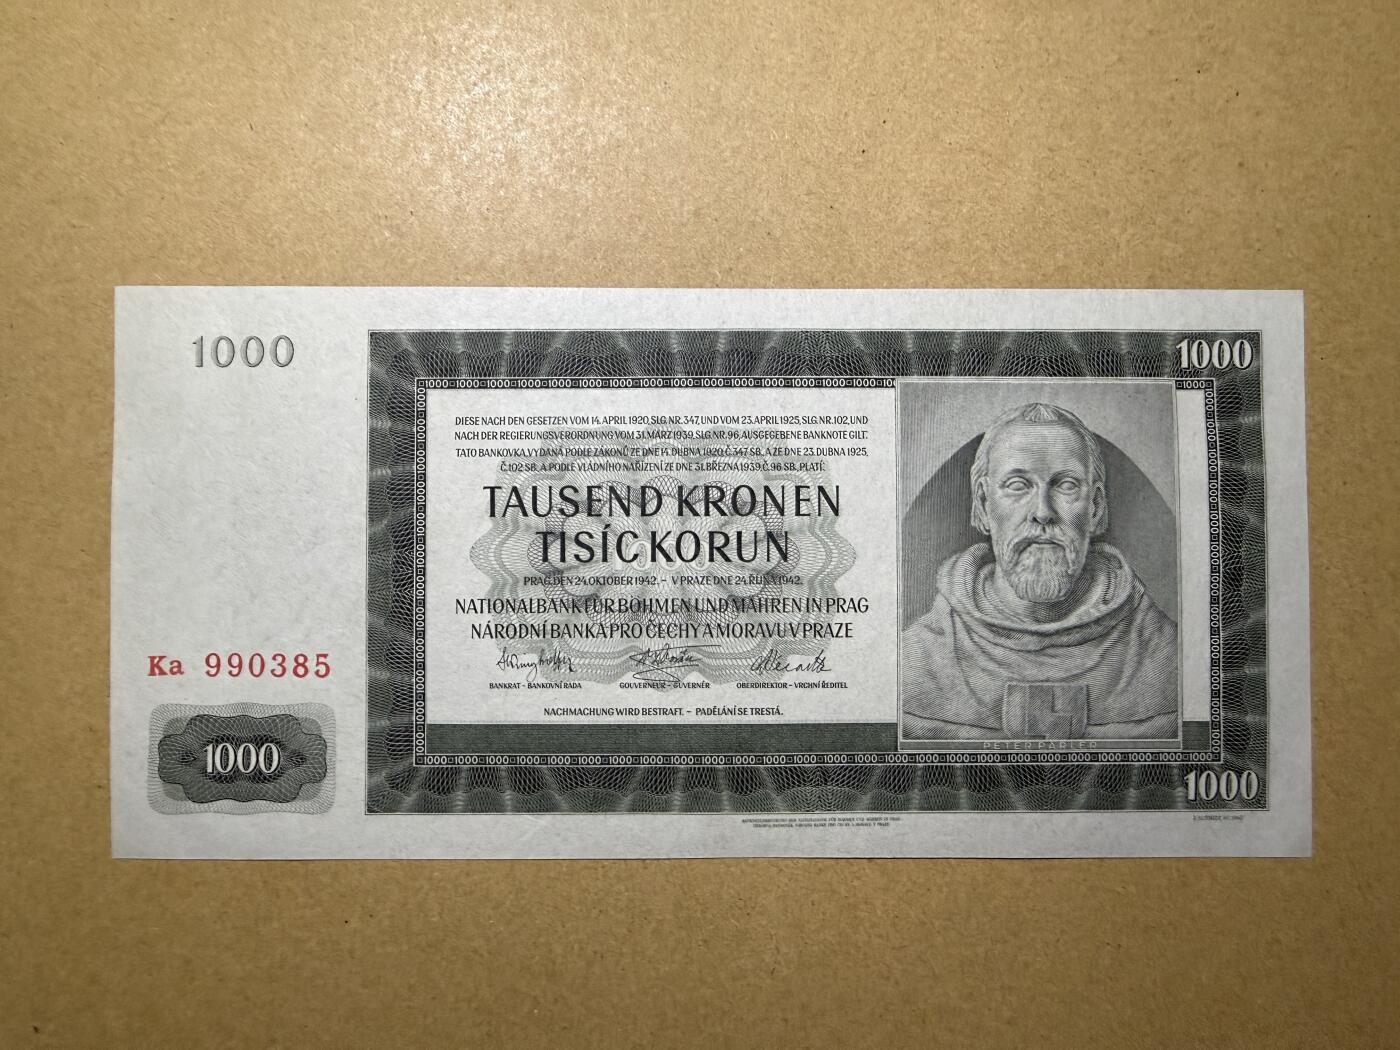 1000
1000
DIESE NACH DEN GESETZEN VOM 14. APRIL 1920, SLG. NR. 347, UND VOM 23. APRIL 1925, SLG. NR. 102, UND
NACH DER REGIERUNGSVERORDNUNG VOM 31. MÄRZ 1939, SLG. NR. 96, AUSGEGEBENE BANKNOTE GILT:
TATO BANKOVKA, VYDANÁ PODLE ZÁKONŮ ZE DNE 14. DUBNA 1920, Č. 347 SB., A ZE DNE 23. DUBNA 1925,
Č. 102 SB., A PODLE VLÁDNÍHO NAŘÍZENÍ ZE DNE 31. BŘEZNA 1939, Č. 96 SB., PLATÍ:
TAUSEND KRONEN
TISÍC KORUN
PRAG, DEN 24. OKTOBER 1942. – V PRAZE DNE 24. ŘÍJNA 1942.
NATIONALBANK FÜR BÖHMEN UND MÄHREN IN PRAG
NÁRODNÍ BANKA PRO ČECHY A MORAVU V PRAZE
BANKRAT – BANKOVNÍ RADA
GOUVERNEUR – GUVERNÉR
OBERDIREKTOR – VRCHNÍ ŘEDITEL
NACHMACHUNG WIRD BESTRAFT. – PADĚLÁNÍ SE TRESTÁ.
Ka 990385
1000
PETER PARLER
1000